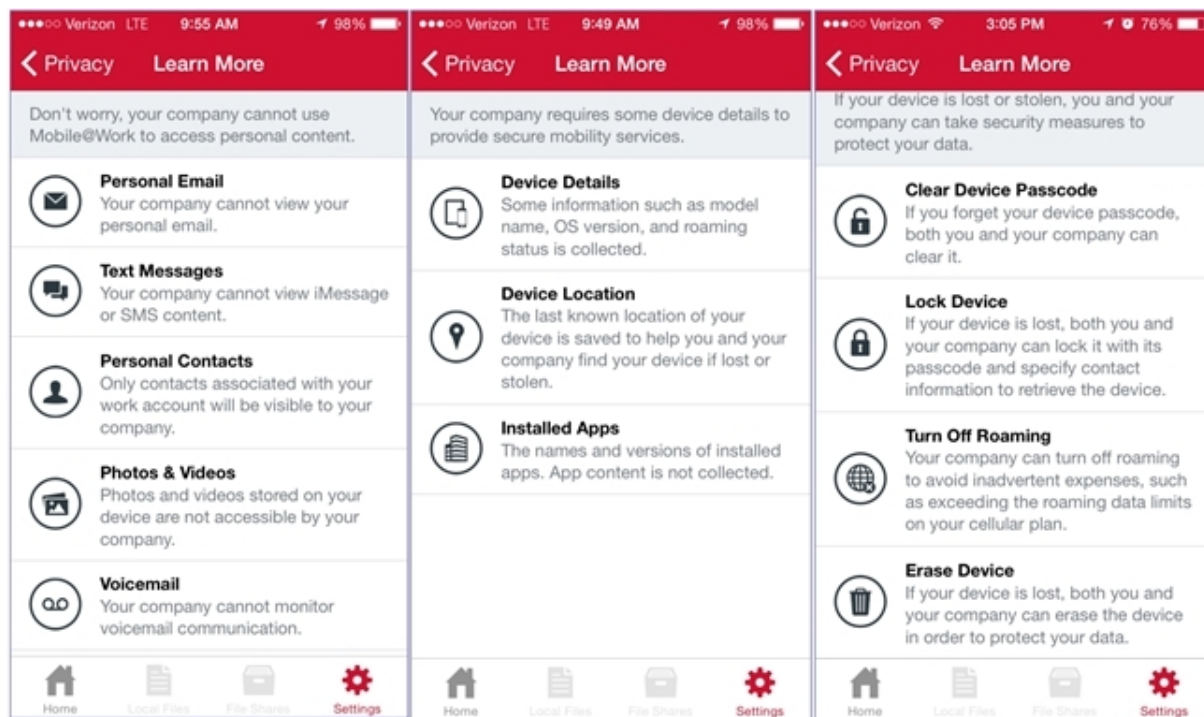 Verizon LTE 9:55 AM 98%
Privacy Learn More
Don't worry, your company cannot use
Mobile@Work to access personal content.
Personal Email
Your company cannot view your
personal email.
Text Messages
Your company cannot view iMessage
or SMS content.
Personal Contacts
Only contacts associated with your
work account will be visible to your
company.
Photos & Videos
Photos and videos stored on your
device are not accessible by your
company.
Voicemail
Your company cannot monitor
voicemail communication.
Home Local Files File Shares Settings
Verizon LTE 9:49 AM 98%
Privacy Learn More
Your company requires some device details to
provide secure mobility services.
Device Details
Some information such as model
name, OS version, and roaming
status is collected.
Device Location
The last known location of your
device is saved to help you and your
company find your device if lost or
stolen.
Installed Apps
The names and versions of installed
apps. App content is not collected.
Home Local Files File Shares Settings
Verizon 3:05 PM 76%
Privacy Learn More
If your device is lost or stolen, you and your
company can take security measures to
protect your data.
Clear Device Passcode
If you forget your device passcode,
both you and your company can
clear it.
Lock Device
If your device is lost, both you and
your company can lock it with its
passcode and specify contact
information to retrieve the device.
Turn Off Roaming
Your company can turn off roaming
to avoid inadvertent expenses, such
as exceeding the roaming data limits
on your cellular plan.
Erase Device
If your device is lost, both you and
your company can erase the device
in order to protect your data.
Home Local Files File Shares Settings